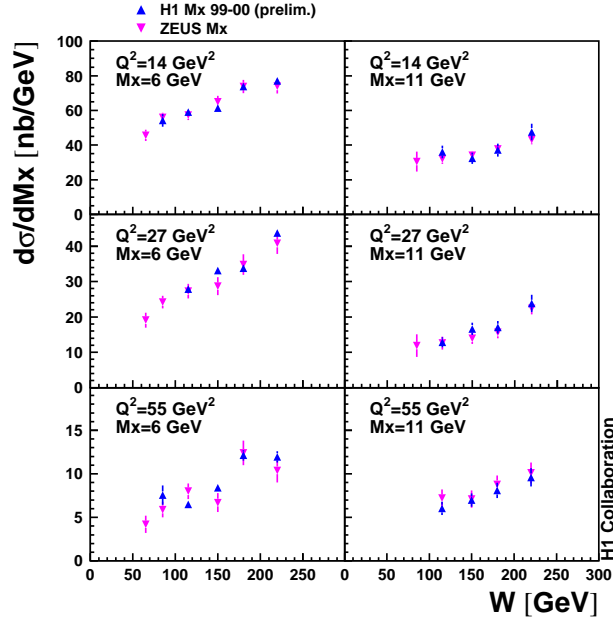 H1 Mx 99-00 (prelim.)
ZEUS Mx
dσ/dMx [nb/GeV]
100
80
60
40
20
0
Q²=14 GeV²
Mx=6 GeV
Q²=14 GeV²
Mx=11 GeV
40
30
20
10
0
Q²=27 GeV²
Mx=6 GeV
Q²=27 GeV²
Mx=11 GeV
15
10
5
0
Q²=55 GeV²
Mx=6 GeV
Q²=55 GeV²
Mx=11 GeV
0 50 100 150 200 250 0 50 100 150 200 250 300
W [GeV]
H1 Collaboration